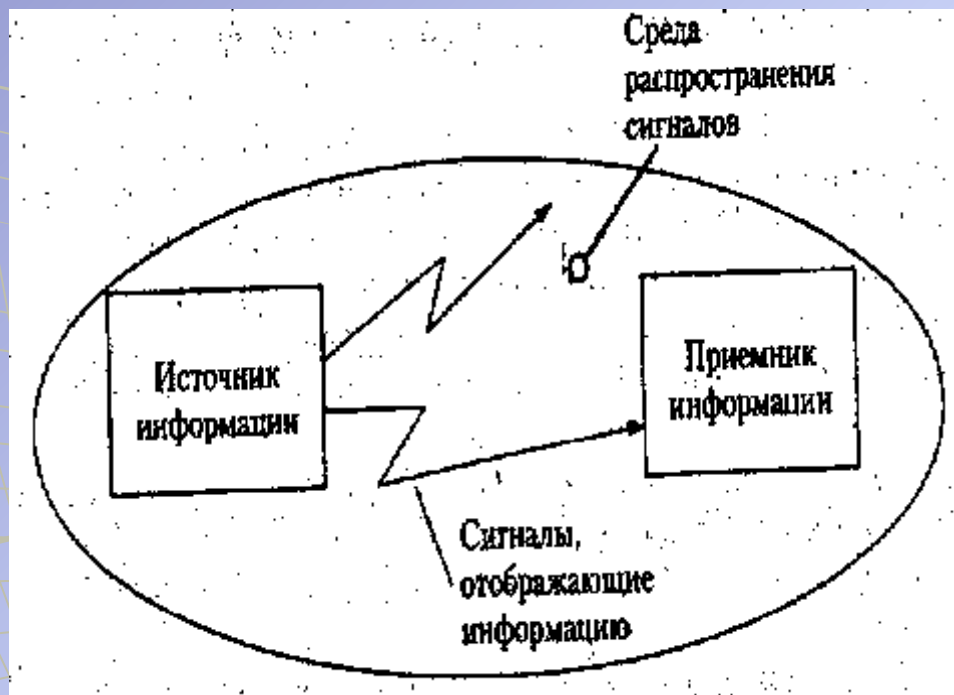 Среда
распространения
сигналов
Источник
информации
Приемник
информации
Сигналы,
отображающие
информацию